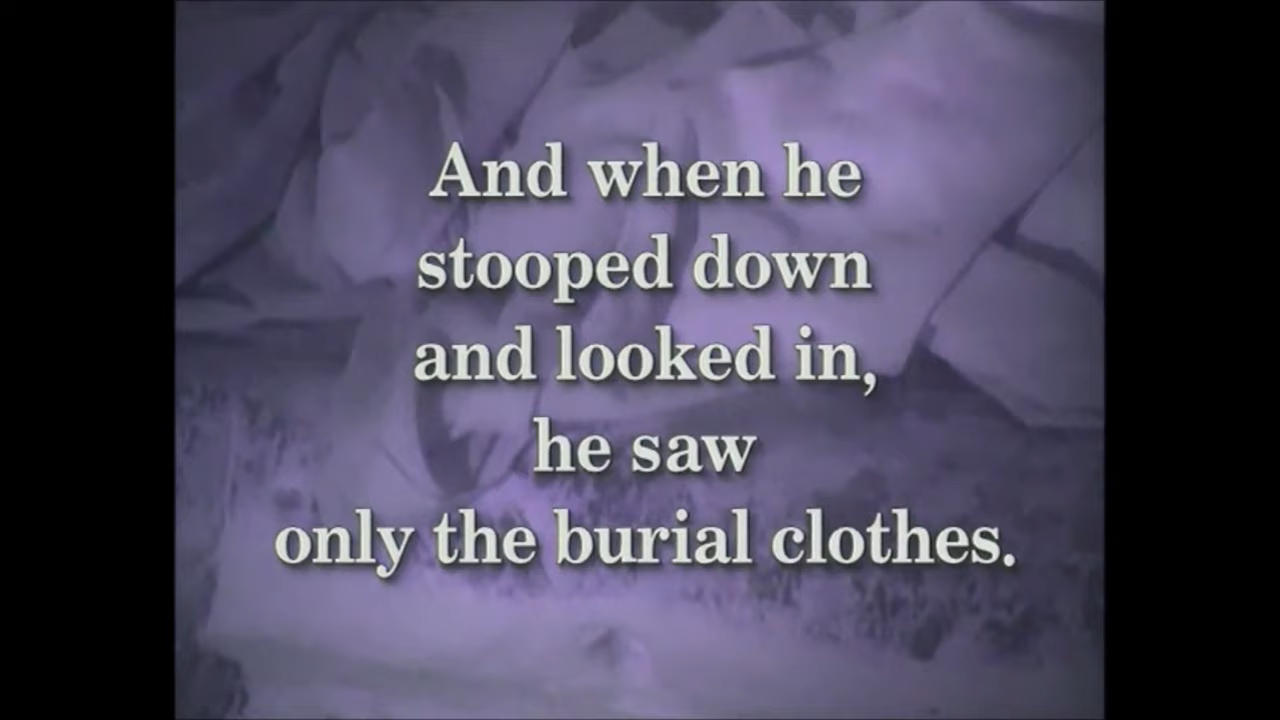 And when he
stooped down
and looked in,
he saw
only the burial clothes.